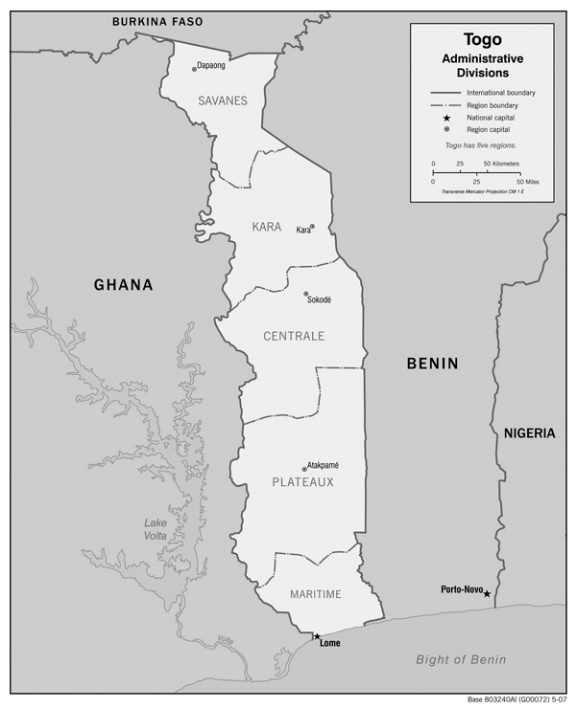 BURKINA FASO
Togo
Administrative
Divisions
International boundary
Region boundary
National capital
Region capital
Togo has five regions.
0 25 50 Kilometers
0 25 50 Miles
Transverse Mercator Projection CM 1 E
Dapaong
SAVANES
KARA
Kara
GHANA
Sokodé
CENTRALE
BENIN
NIGERIA
Atakpamé
PLATEAUX
Lake
Volta
MARITIME
Porto-Novo
Volta
Lome
Bight of Benin
Base 803240AI (G00072) 5-07